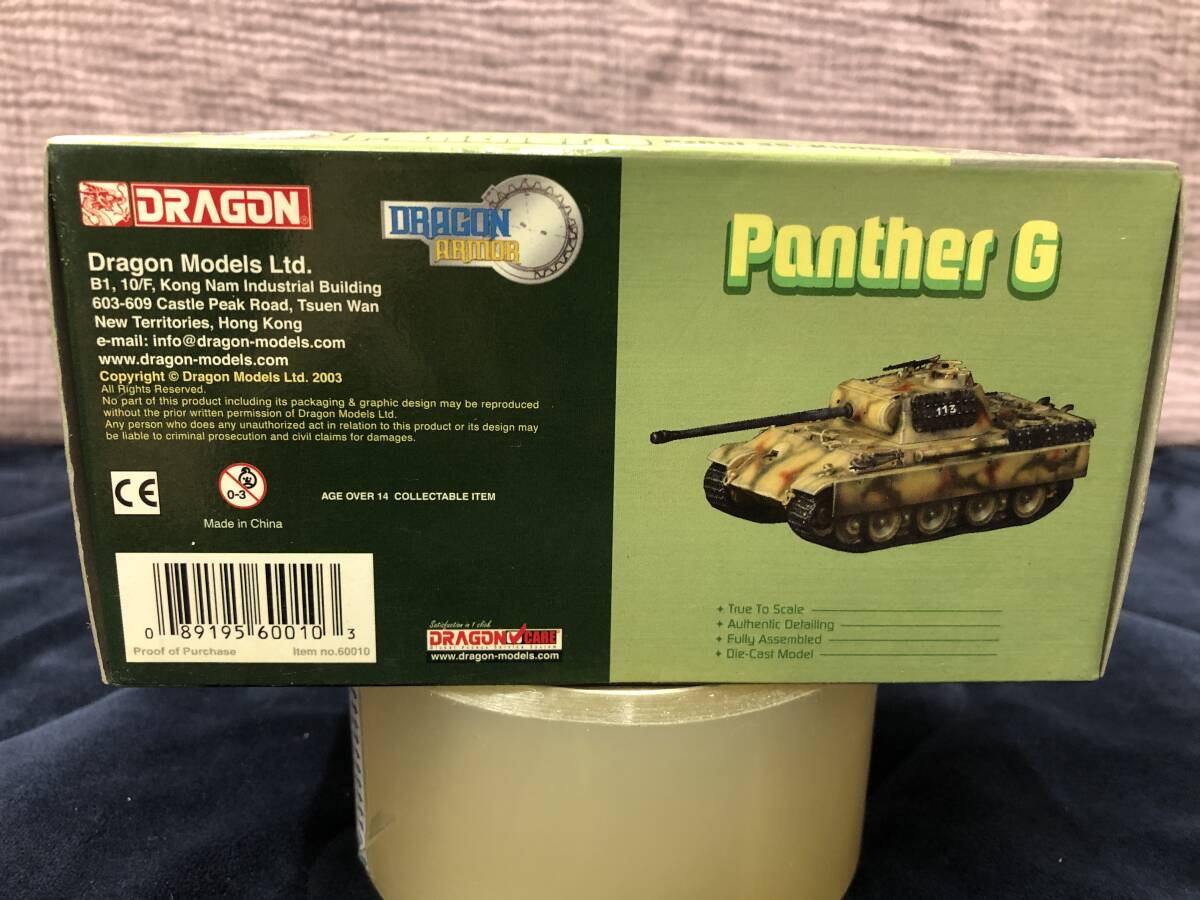 DRAGON
DRAGON
ARMOR
Dragon Models Ltd.
B1, 10/F, Kong Nam Industrial Building
603-609 Castle Peak Road, Tsuen Wan
New Territories, Hong Kong
e-mail: info@dragon-models.com
www.dragon-models.com
Copyright © Dragon Models Ltd. 2003
All Rights Reserved.
No part of this product including its packaging & graphic design may be reproduced
without the prior written permission of Dragon Models Ltd.
Any person who does any unauthorized act in relation to this product or its design may
be liable to criminal prosecution and civil claims for damages.
CE
0-3
AGE OVER 14 COLLECTABLE ITEM
Made in China
0 89195 60010 3
Proof of Purchase Item no.60010
Satisfaction in 1 click
DRAGON CARE
www.dragon-models.com
Panther G
113
+ True To Scale
+ Authentic Detailing
+ Fully Assembled
+ Die-Cast Model